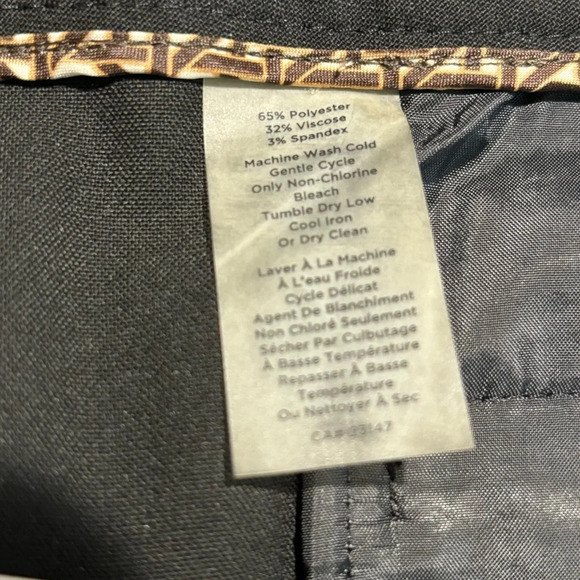 65% Polyester
32% Viscose
3% Spandex
Machine Wash Cold
Gentle Cycle
Only Non-Chlorine
Bleach
Tumble Dry Low
Cool Iron
Or Dry Clean
Laver À La Machine
À L'eau Froide
Cycle Délicat
Agent De Blanchiment
Non Chloré Seulement
Sécher Par Culbutage
À Basse Température
Repasser À Basse
Température
Ou Nettoyer À Sec
CA#